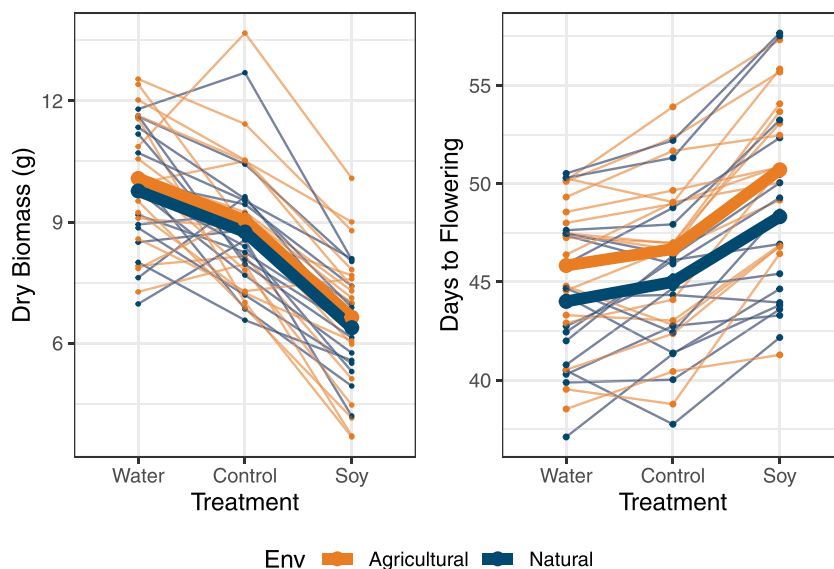 Dry Biomass (g)
12
9
6
Water Control Soy
Treatment
Days to Flowering
55
50
45
40
Water Control Soy
Treatment
Env Agricultural Natural